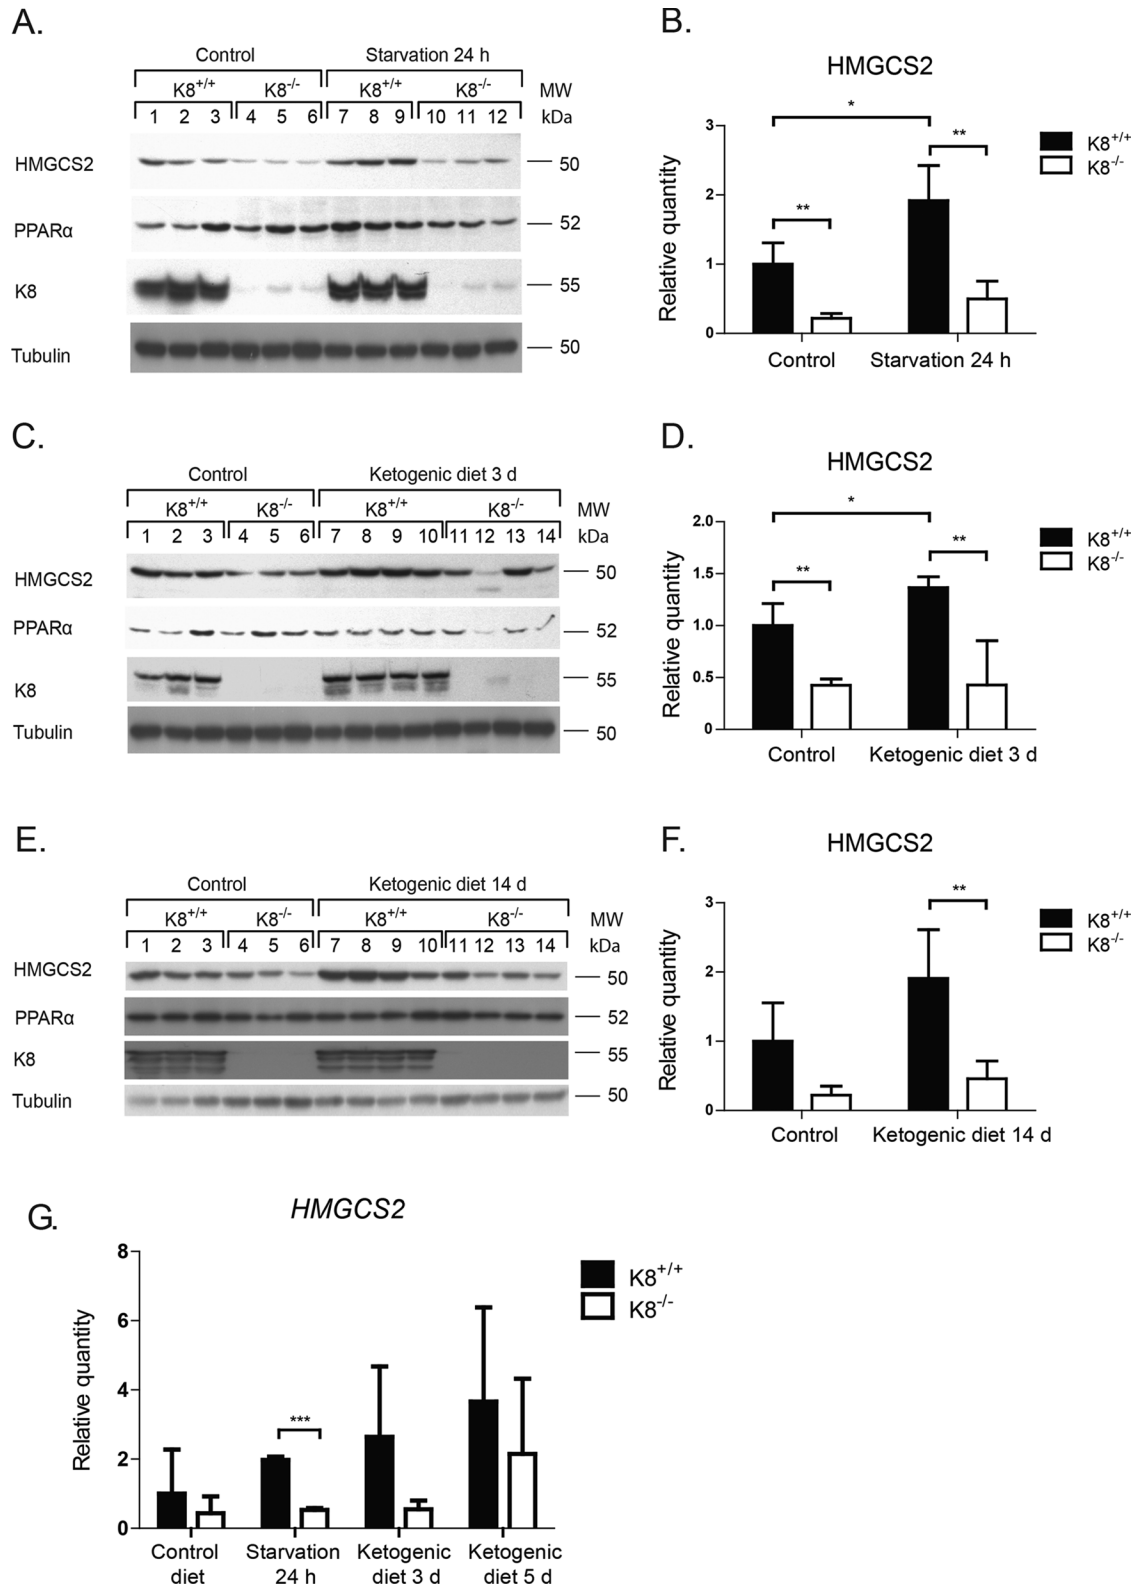 A.
Control Starvation 24 h
K8+/+ K8-/- K8+/+ K8-/- MW
1 2 3 4 5 6 7 8 9 10 11 12 kDa
HMGCS2 50
PPARα 52
K8 55
Tubulin 50
B.
HMGCS2
Relative quantity
3
2
1
0
*
**
**
K8+/+
K8-/-
Control Starvation 24 h
C.
Control Ketogenic diet 3 d
K8+/+ K8-/- K8+/+ K8-/- MW
1 2 3 4 5 6 7 8 9 10 11 12 13 14 kDa
HMGCS2 50
PPARα 52
K8 55
Tubulin 50
D.
HMGCS2
Relative quantity
2.0
1.5
1.0
0.5
0
*
**
**
K8+/+
K8-/-
Control Ketogenic diet 3 d
E.
Control Ketogenic diet 14 d
K8+/+ K8-/- K8+/+ K8-/- MW
1 2 3 4 5 6 7 8 9 10 11 12 13 14 kDa
HMGCS2 50
PPARα 52
K8 55
Tubulin 50
F.
HMGCS2
Relative quantity
3
2
1
0
**
K8+/+
K8-/-
Control Ketogenic diet 14 d
G.
HMGCS2
Relative quantity
8
6
4
2
0
***
K8+/+
K8-/-
Control Starvation Ketogenic Ketogenic
diet 24 h diet 3 d diet 5 d